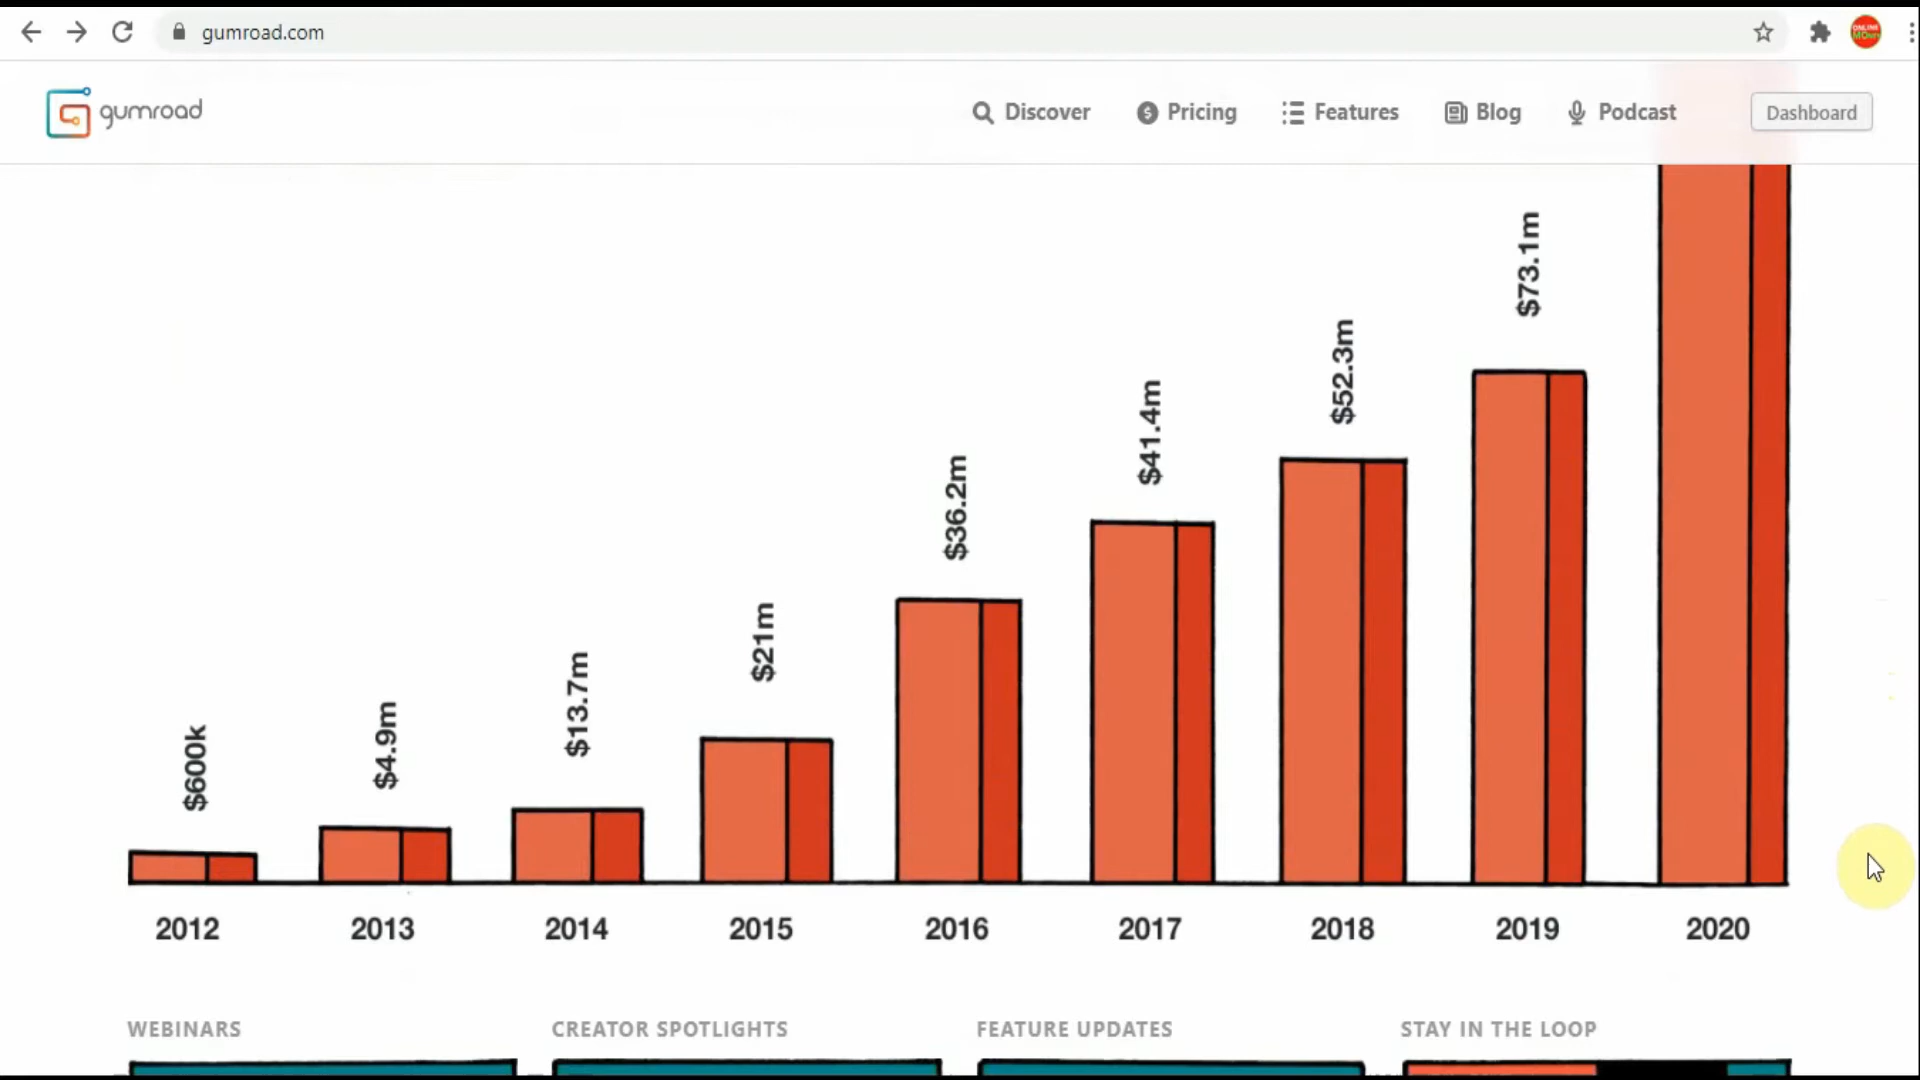 gumroad.com
ONLINE
MOney
gumroad
Discover
Pricing
Features
Blog
Podcast
Dashboard
$600k
$4.9m
$13.7m
$21m
$36.2m
$41.4m
$52.3m
$73.1m
2012
2013
2014
2015
2016
2017
2018
2019
2020
WEBINARS
CREATOR SPOTLIGHTS
FEATURE UPDATES
STAY IN THE LOOP